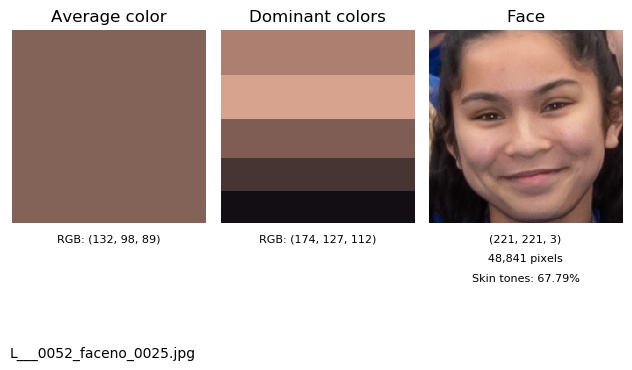 Average color
Dominant colors
Face
RGB: (132, 98, 89)
RGB: (174, 127, 112)
(221, 221, 3)
48,841 pixels
Skin tones: 67.79%
L___0052_faceno_0025.jpg